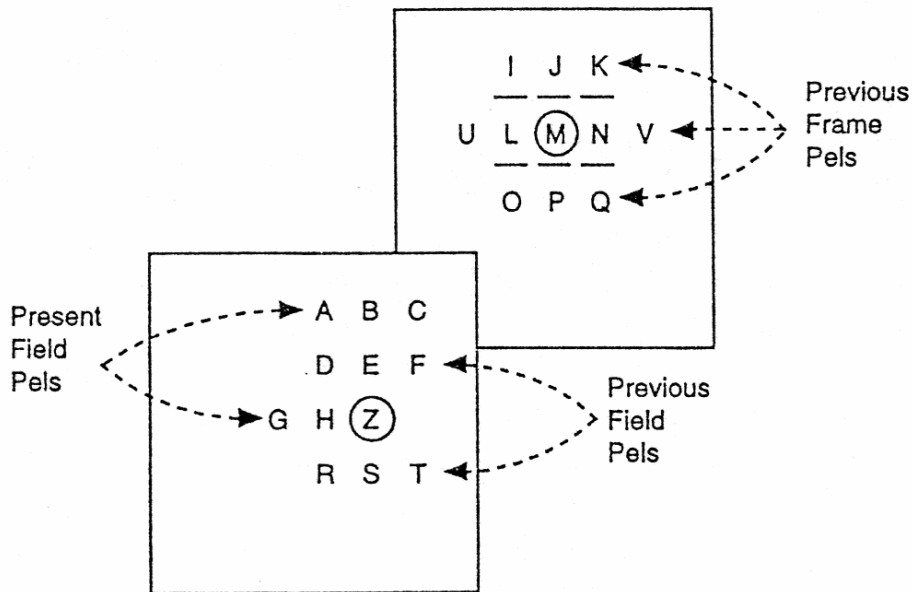 I J K
U L M N V
O P Q
Previous
Frame
Pels
A B C
D E F
G H Z
R S T
Present
Field
Pels
Previous
Field
Pels